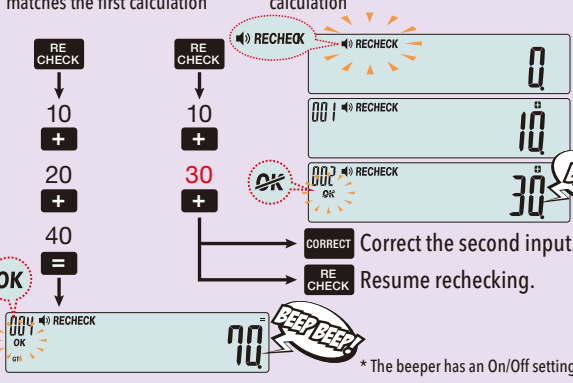 matches the first calculation
calculation
RE CHECK
10
+
20
+
40
=
OK
004 RECHECK
OK
GT
=
70.
BEEP BEEP!
RE CHECK
10
+
30
+
RECHECK
RECHECK
0.
001 RECHECK
+
10.
OK
002 RECHECK
OK
+
30.
CORRECT Correct the second input.
RE CHECK Resume rechecking.
* The beeper has an On/Off setting